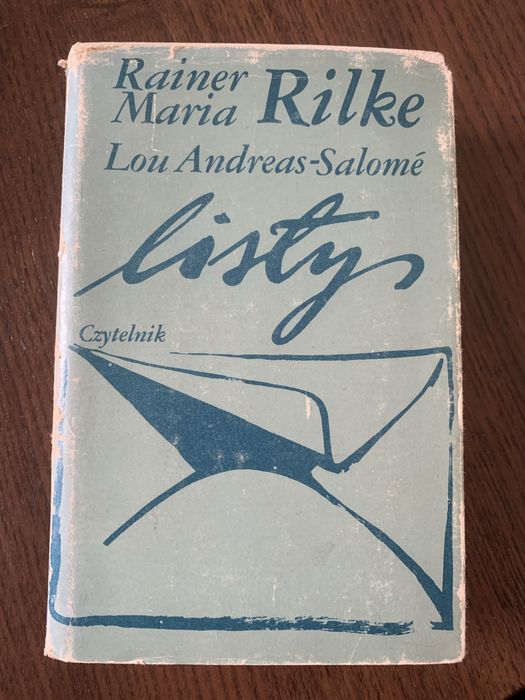 Rainer
Maria Rilke
Lou Andreas-Salomé
listy
Czytelnik